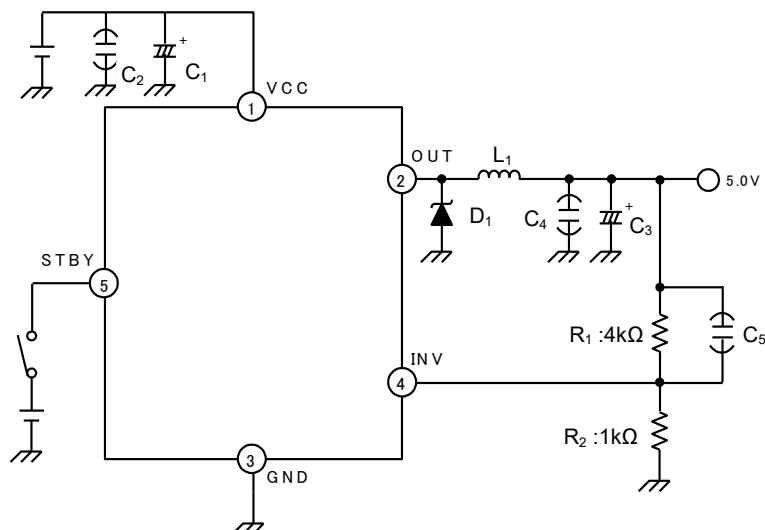 C₂
C₁
+
VCC
1
OUT
2
L₁
5.0V
D₁
C₄
+
C₃
STBY
5
R₁ :4kΩ
C₅
INV
4
R₂ :1kΩ
3
GND